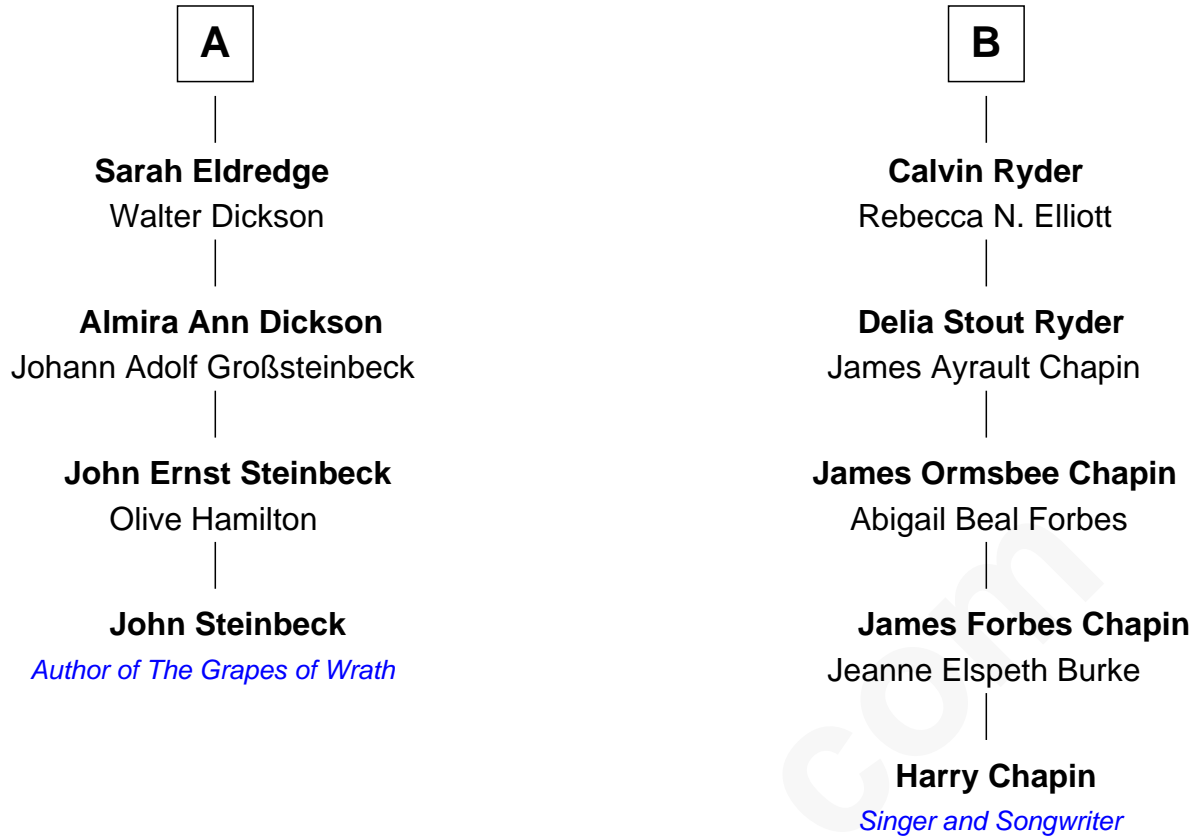 A
Sarah Eldredge
Walter Dickson
Almira Ann Dickson
Johann Adolf Großsteinbeck
John Ernst Steinbeck
Olive Hamilton
John Steinbeck
Author of The Grapes of Wrath
B
Calvin Ryder
Rebecca N. Elliott
Delia Stout Ryder
James Ayrault Chapin
James Ormsbee Chapin
Abigail Beal Forbes
James Forbes Chapin
Jeanne Elspeth Burke
Harry Chapin
Singer and Songwriter
com